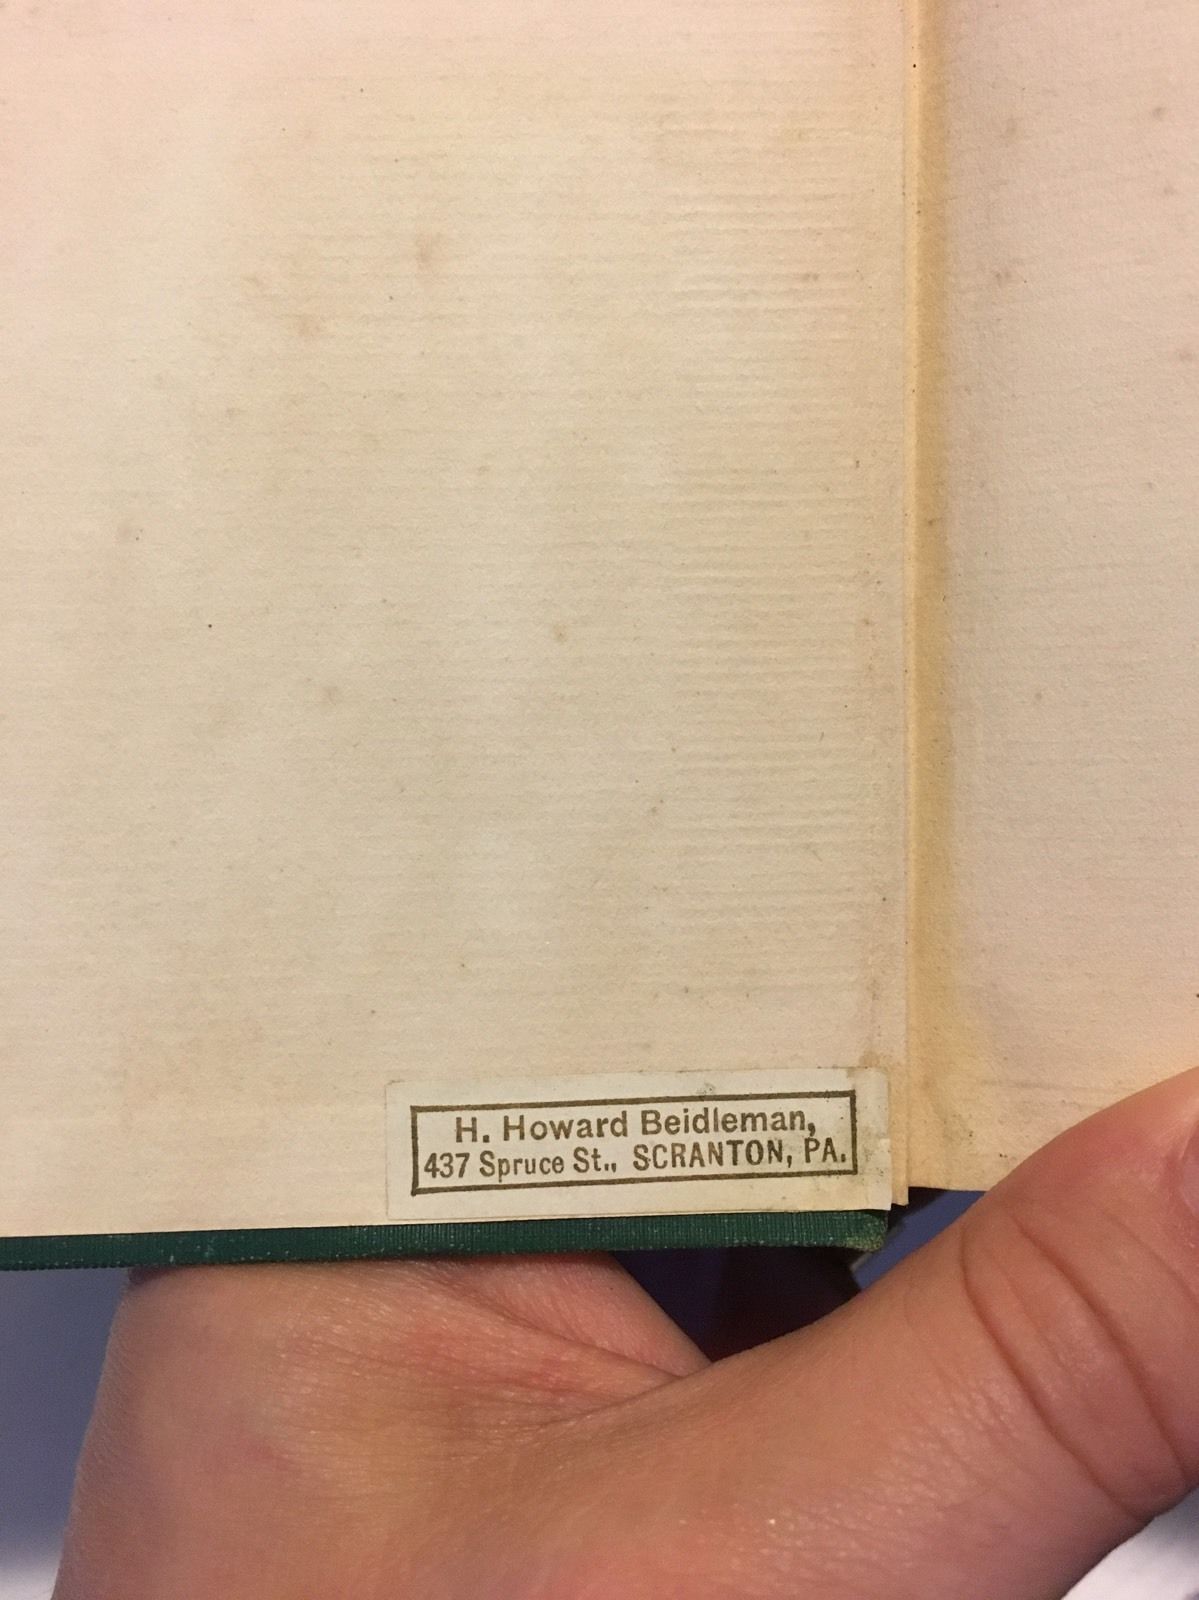 H. Howard Beidleman,
437 Spruce St., SCRANTON, PA.